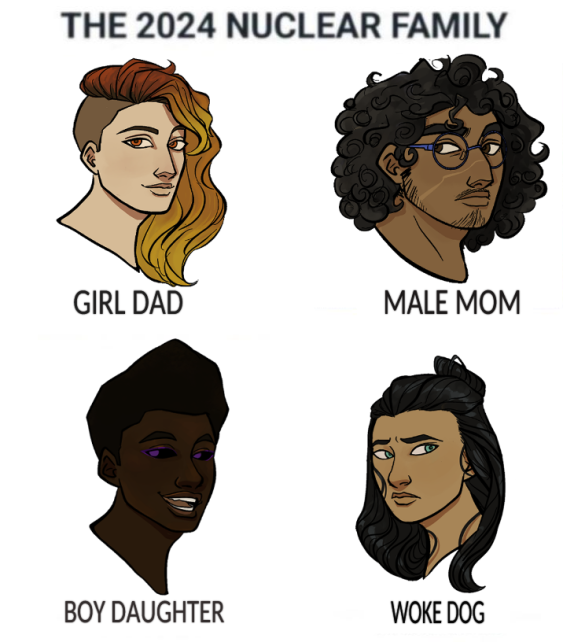 THE 2024 NUCLEAR FAMILY
GIRL DAD
MALE MOM
BOY DAUGHTER
WOKE DOG